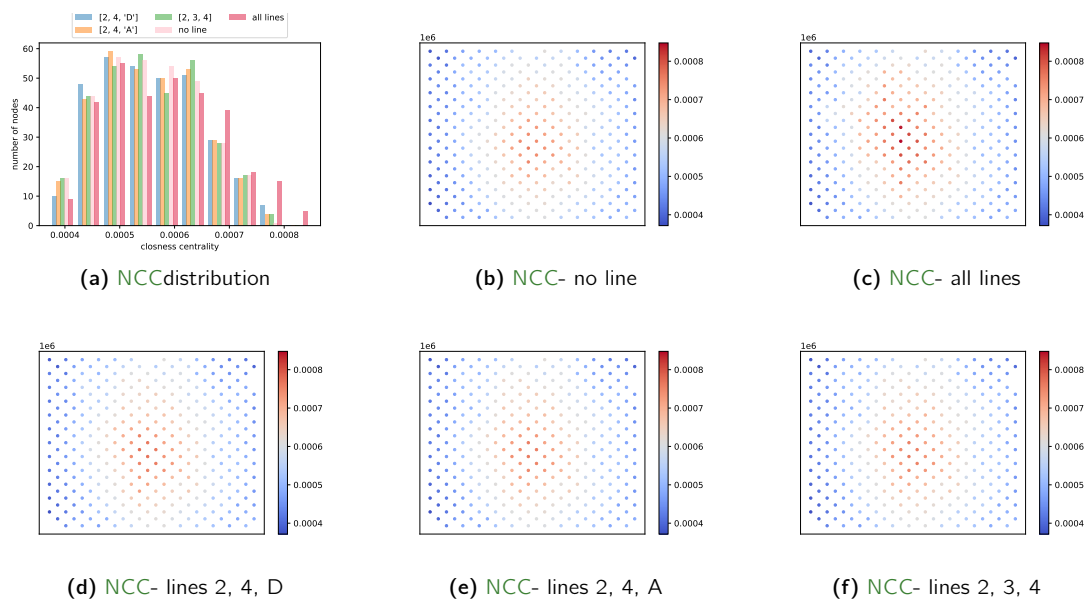 [2, 4, 'D']
[2, 4, 'A']
[2, 3, 4]
no line
all lines
60
50
40
30
20
10
0
number of nodes
0.0004 0.0005 0.0006 0.0007 0.0008
closness centrality
(a) NCCdistribution
1e6
0.0008
0.0007
0.0006
0.0005
0.0004
(b) NCC- no line
1e6
0.0008
0.0007
0.0006
0.0005
0.0004
(c) NCC- all lines
1e6
0.0008
0.0007
0.0006
0.0005
0.0004
(d) NCC- lines 2, 4, D
1e6
0.0008
0.0007
0.0006
0.0005
0.0004
(e) NCC- lines 2, 4, A
1e6
0.0008
0.0007
0.0006
0.0005
0.0004
(f) NCC- lines 2, 3, 4